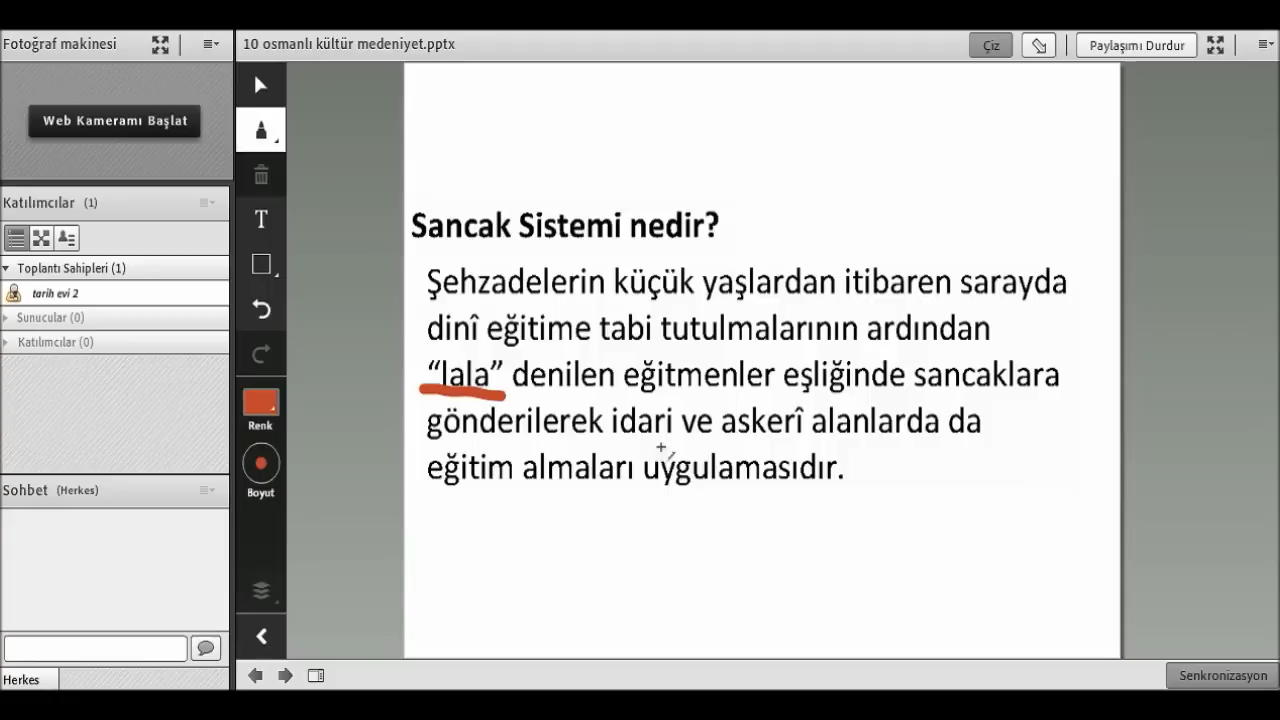 Fotoğraf makinesi
10 osmanlı kültür medeniyet.pptx
Çiz
Paylaşımı Durdur
Web Kameramı Başlat
Katılımcılar (1)
Toplantı Sahipleri (1)
tarih evi 2
Sunucular (0)
Katılımcılar (0)
Sohbet (Herkes)
Herkes
T
Renk
Boyut
Sancak Sistemi nedir?
Şehzadelerin küçük yaşlardan itibaren sarayda
dinî eğitime tabi tutulmalarının ardından
“lala” denilen eğitmenler eşliğinde sancaklara
gönderilerek idari ve askerî alanlarda da
eğitim almaları uygulamasıdır.
Senkronizasyon